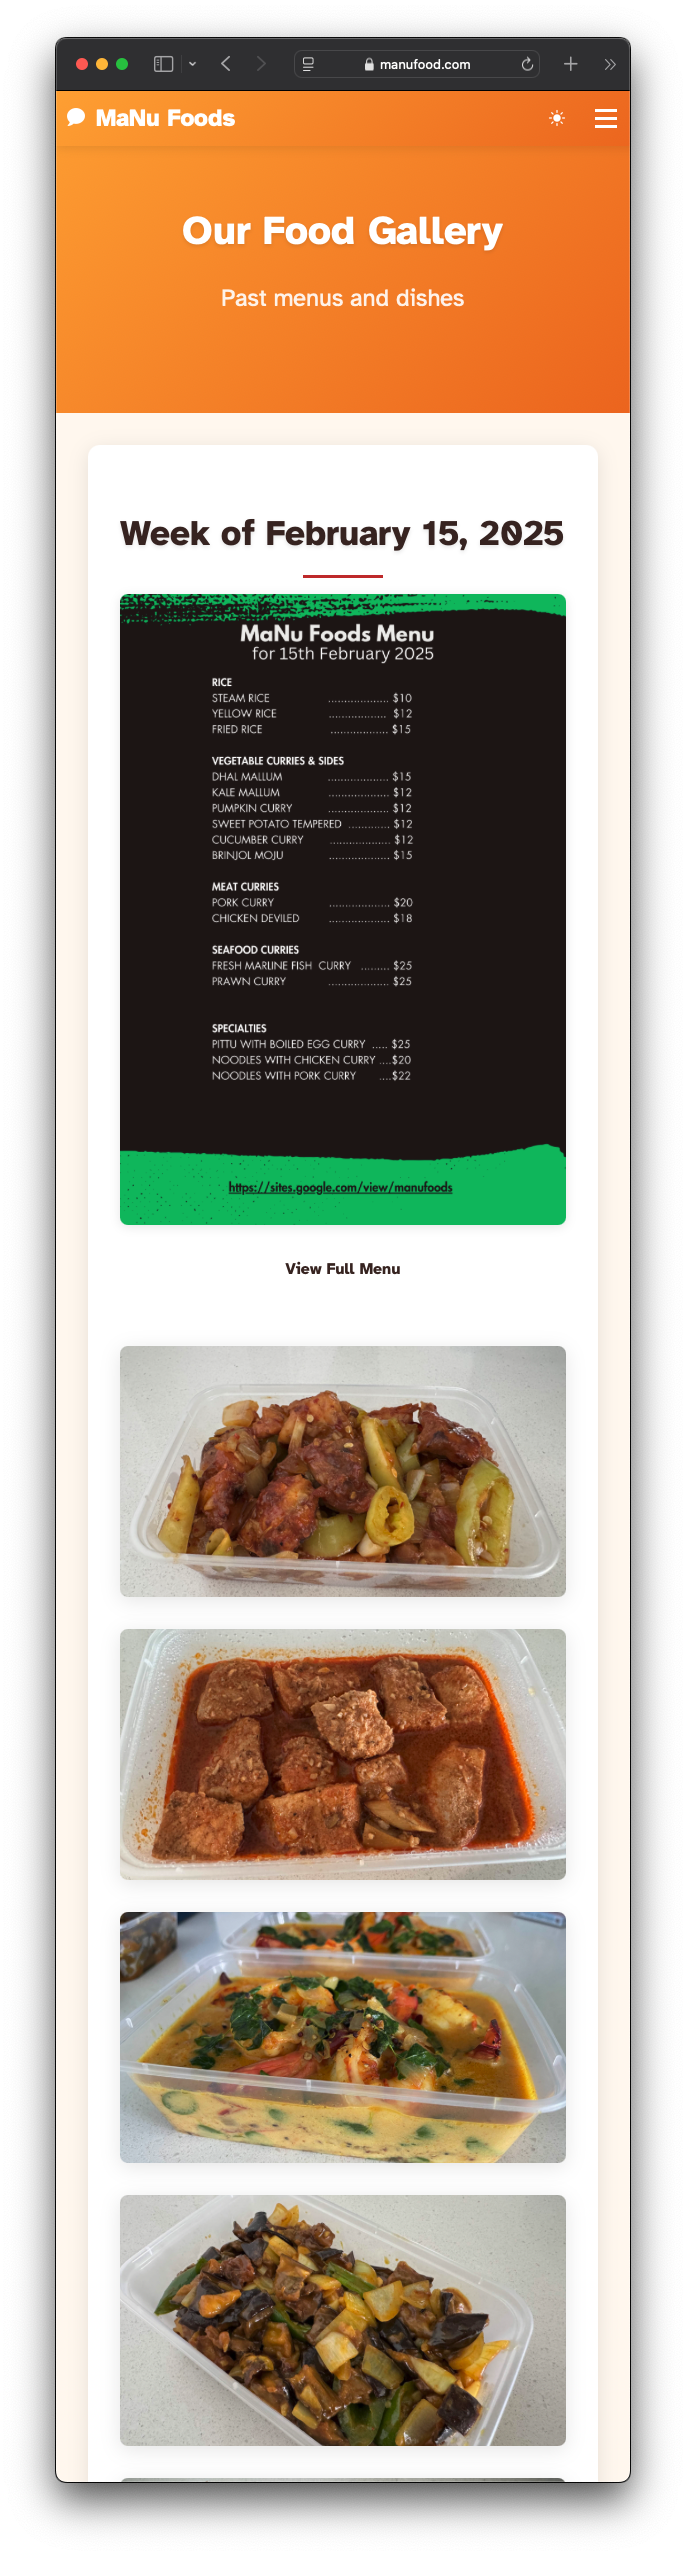 manufood.com
MaNu Foods
Our Food Gallery
Past menus and dishes
Week of February 15, 2025
MaNu Foods Menu
for 15th February 2025
RICE
STEAM RICE ................... $10
YELLOW RICE .................. $12
FRIED RICE .................. $15
VEGETABLE CURRIES & SIDES
DHAL MALLUM ................... $15
KALE MALLUM ................... $12
PUMPKIN CURRY ................... $12
SWEET POTATO TEMPERED ............. $12
CUCUMBER CURRY ................... $12
BRINJOL MOJU ................... $15
MEAT CURRIES
PORK CURRY ................... $20
CHICKEN DEVILED ................... $18
SEAFOOD CURRIES
FRESH MARLINE FISH CURRY ......... $25
PRAWN CURRY ................... $25
SPECIALTIES
PITTU WITH BOILED EGG CURRY ..... $25
NOODLES WITH CHICKEN CURRY ....$20
NOODLES WITH PORK CURRY ....$22
https://sites.google.com/view/manufoods
View Full Menu